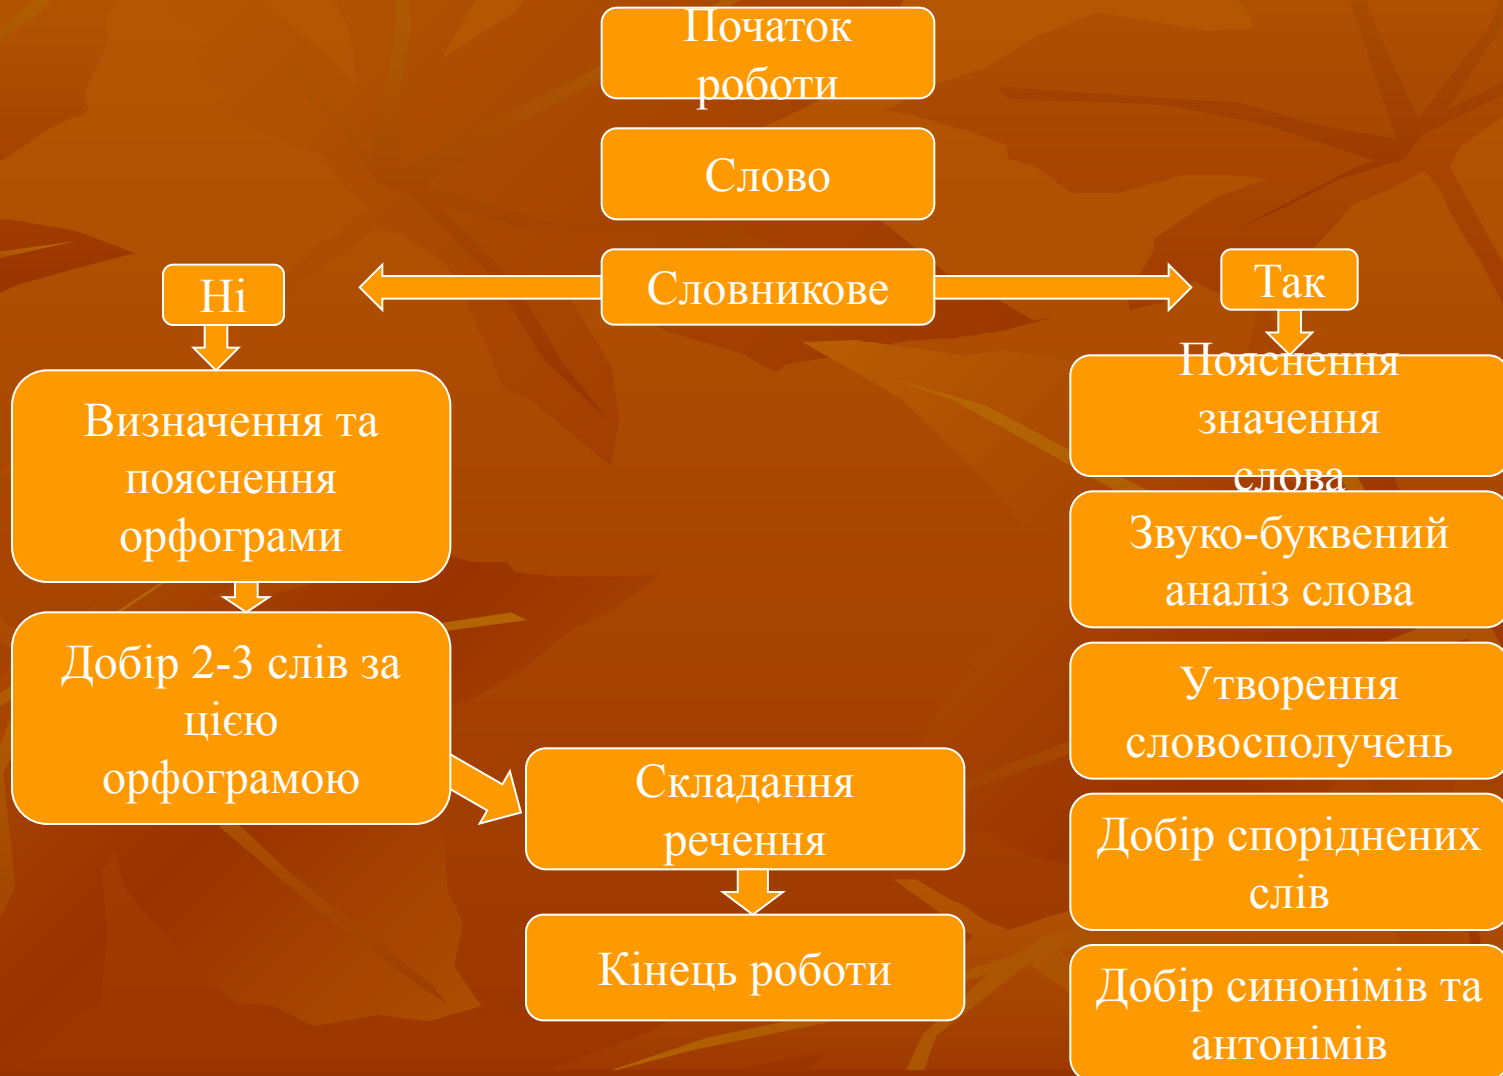 Початок
роботи
Слово
Словникове
Ні
Так
Визначення та
пояснення
орфограми
Добір 2-3 слів за
цією
орфограмою
Пояснення
значення
слова
Звуко-буквений
аналіз слова
Утворення
словосполучень
Добір споріднених
слів
Добір синонімів та
антонімів
Складання
речення
Кінець роботи